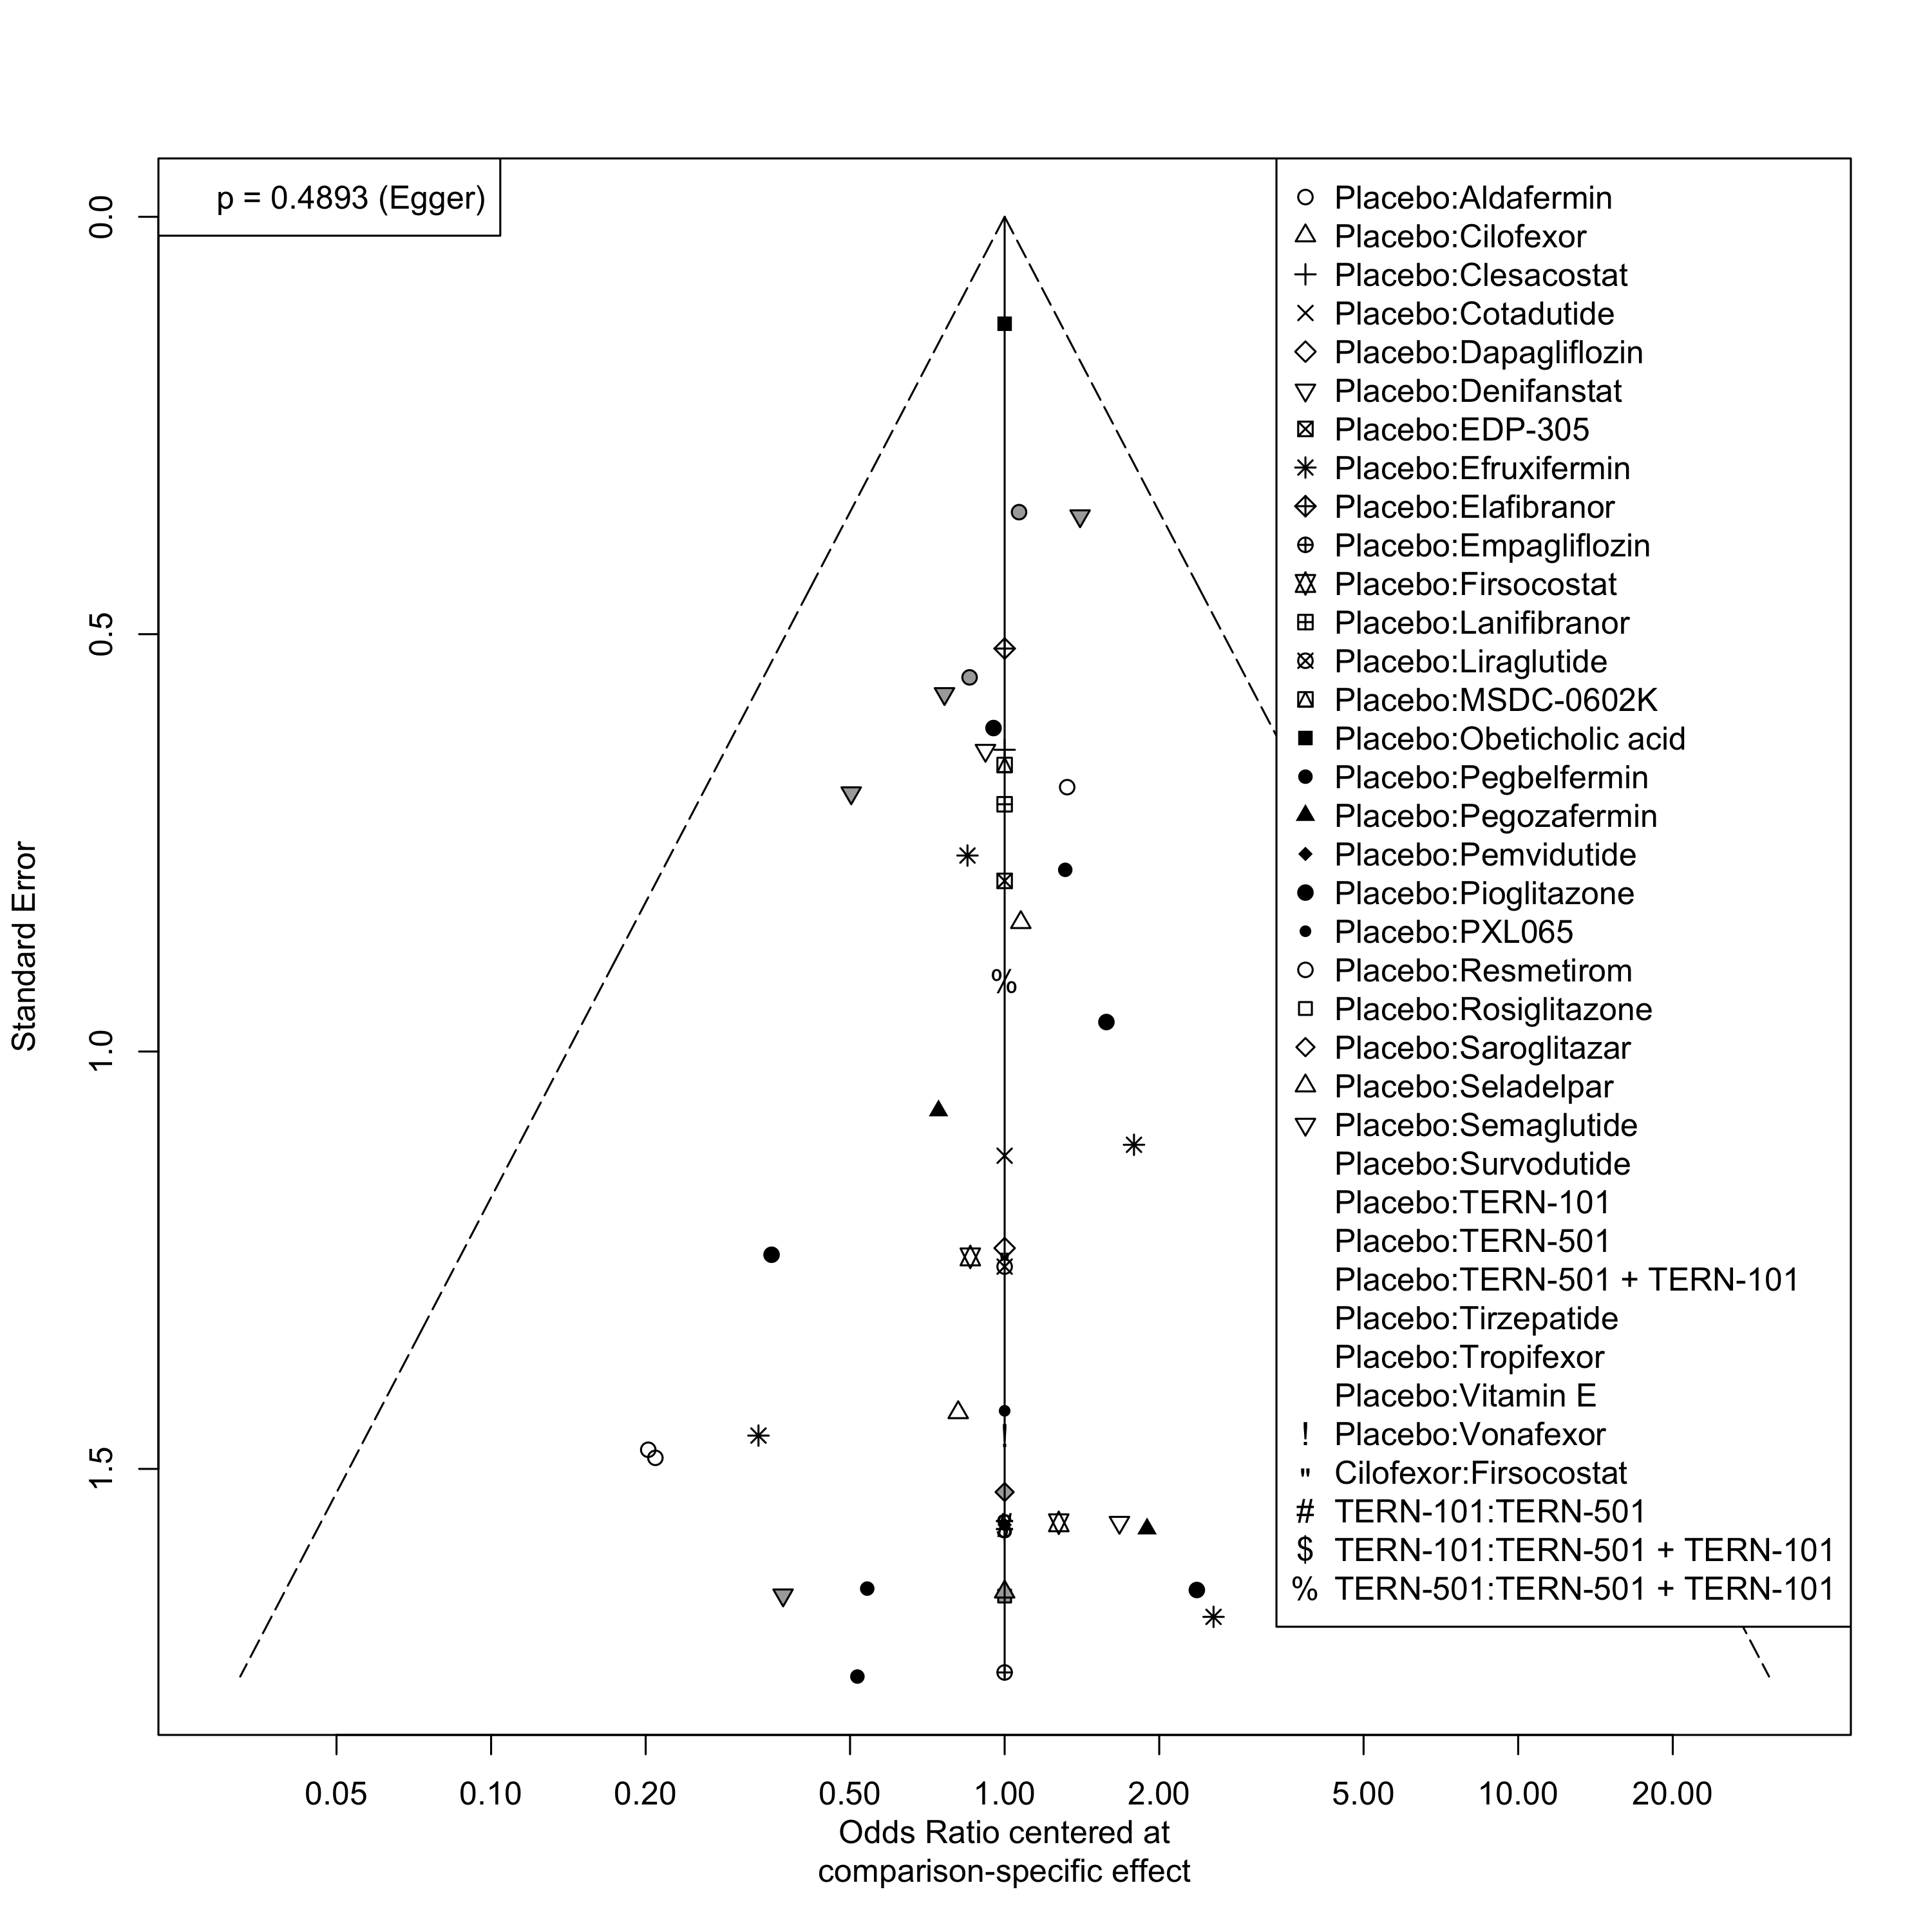 p = 0.4893 (Egger)
Placebo:Aldafermin
Placebo:Cilofexor
Placebo:Clesacostat
Placebo:Cotadutide
Placebo:Dapagliflozin
Placebo:Denifanstat
Placebo:EDP-305
Placebo:Efruxifermin
Placebo:Elafibranor
Placebo:Empagliflozin
Placebo:Firsocostat
Placebo:Lanifibranor
Placebo:Liraglutide
Placebo:MSDC-0602K
Placebo:Obeticholic acid
Placebo:Pegbelfermin
Placebo:Pegozafermin
Placebo:Pemvidutide
Placebo:Pioglitazone
Placebo:PXL065
Placebo:Resmetirom
Placebo:Rosiglitazone
Placebo:Saroglitazar
Placebo:Seladelpar
Placebo:Semaglutide
Placebo:Survodutide
Placebo:TERN-101
Placebo:TERN-501
Placebo:TERN-501 + TERN-101
Placebo:Tirzepatide
Placebo:Tropifexor
Placebo:Vitamin E
! Placebo:Vonafexor
" Cilofexor:Firsocostat
# TERN-101:TERN-501
$ TERN-101:TERN-501 + TERN-101
% TERN-501:TERN-501 + TERN-101
%
!
Standard Error
0.0
0.5
1.0
1.5
0.05 0.10 0.20 0.50 1.00 2.00 5.00 10.00 20.00
Odds Ratio centered at
comparison-specific effect